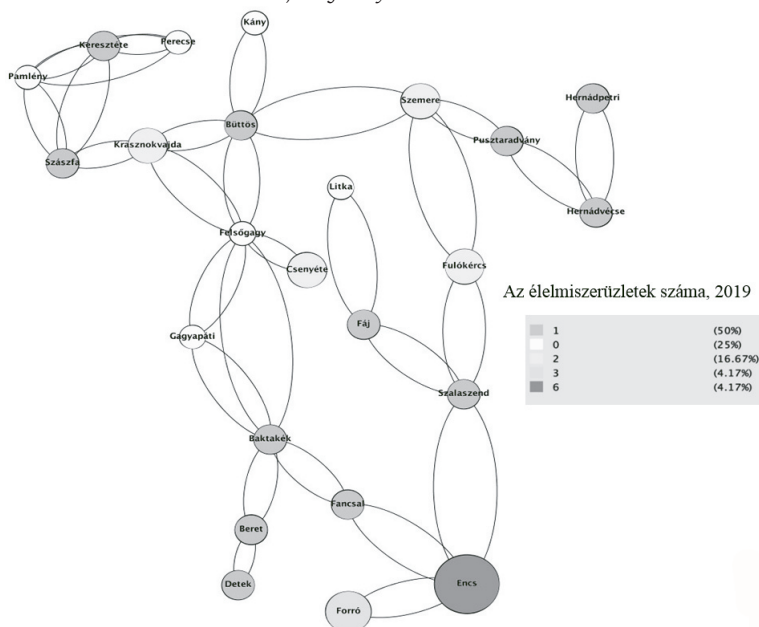 Kány
Keresztéte
Perecse
Pamlény
Szemere
Hernádpetri
Büttös
Pusztaradvány
Krasznokvajda
Szászfa
Litka
Hernádvécse
Felsőgagy
Csenyéte
Fulókércs
Az élelmiszerüzletek száma, 2019
Fáj
Gagyapáti
1 (50%)
0 (25%)
2 (16.67%)
3 (4.17%)
6 (4.17%)
Szalaszend
Baktakék
Fancsal
Beret
Detek
Encs
Forró